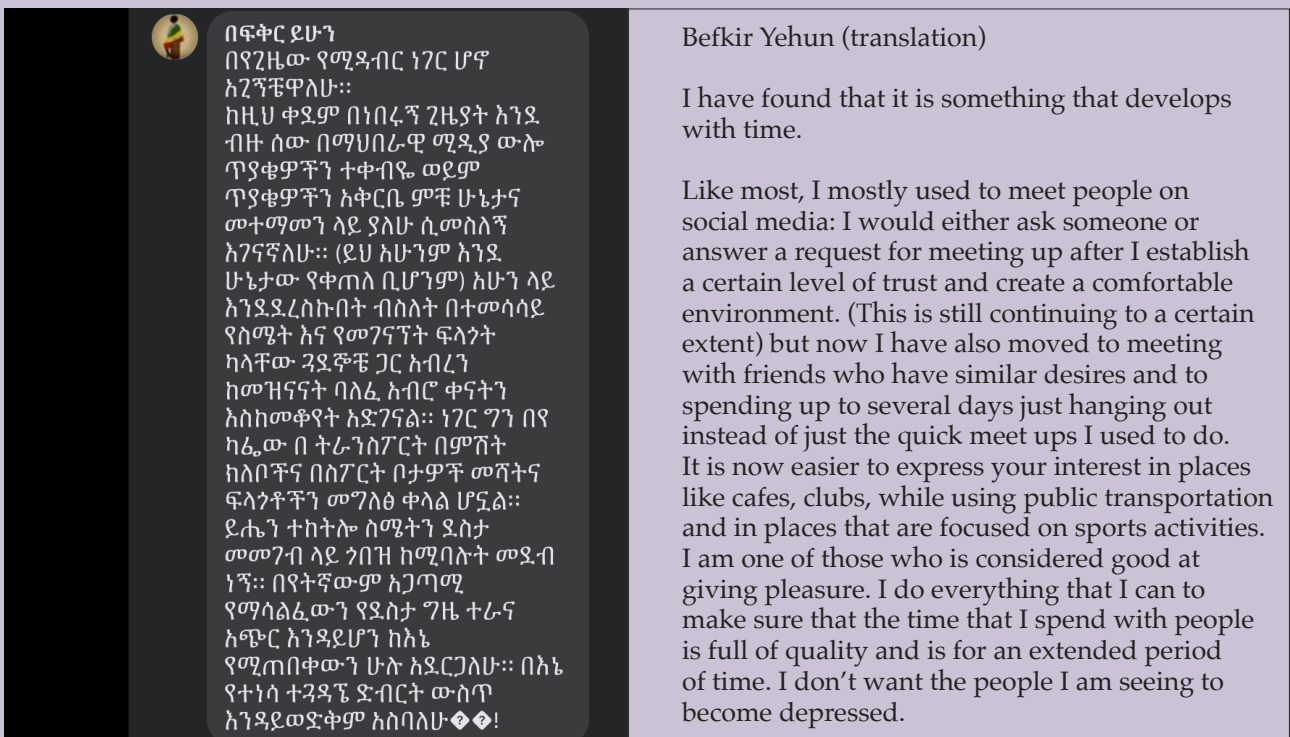 በፍቅር ይሁን
በየጊዜው የሚዳብር ነገር ሆኖ
አገኝቼዋለሁ።
ከዚህ ቀደም በነበሩኝ ጊዜያት እንደ
ብዙ ሰው በማህበራዊ ሚዲያ ውሎ
ጥያቄዎችን ተቀብዬ ወይም
ጥያቄዎችን አቅርቤ ምቹ ሁኔታና
መተማመን ላይ ያለሁ ሲመስለኝ
እገናኛለሁ። (ይህ አሁንም እንደ
ሁኔታው የቀጠለ ቢሆንም) አሁን ላይ
እንደደረስኩበት ብስለት በተመሳሳይ
የስሜት እና የመገናኘት ፍላጎት
ካላቸው ጓደኞቼ ጋር አብረን
ከመዝናናት ባለፈ አብሮ ቀናትን
እስከመቆየት አድገናል። ነገር ግን በየ
ካፌው በ ትራንስፖርት በምሽት
ክለቦችና በስፖርት ቦታዎች መሻትና
ፍላጎቶችን መግለፅ ቀላል ሆኗል።
ይሔን ተከትሎ ስሜትን ደስታ
መመገብ ላይ ጎበዝ ከሚባሉት መደብ
ነኝ። በየትኛውም አጋጣሚ
የማሳልፈውን የደስታ ግዜ ተራና
አጭር እንዳይሆን ከእኔ
የሚጠበቀውን ሁሉ አደርጋለሁ። በእኔ
የተነሳ ተጓዳኜ ድብርት ውስጥ
እንዳይወድቅም አስባለሁ��!
Befkir Yehun (translation)
I have found that it is something that develops
with time.
Like most, I mostly used to meet people on
social media: I would either ask someone or
answer a request for meeting up after I establish
a certain level of trust and create a comfortable
environment. (This is still continuing to a certain
extent) but now I have also moved to meeting
with friends who have similar desires and to
spending up to several days just hanging out
instead of just the quick meet ups I used to do.
It is now easier to express your interest in places
like cafes, clubs, while using public transportation
and in places that are focused on sports activities.
I am one of those who is considered good at
giving pleasure. I do everything that I can to
make sure that the time that I spend with people
is full of quality and is for an extended period
of time. I don’t want the people I am seeing to
become depressed.